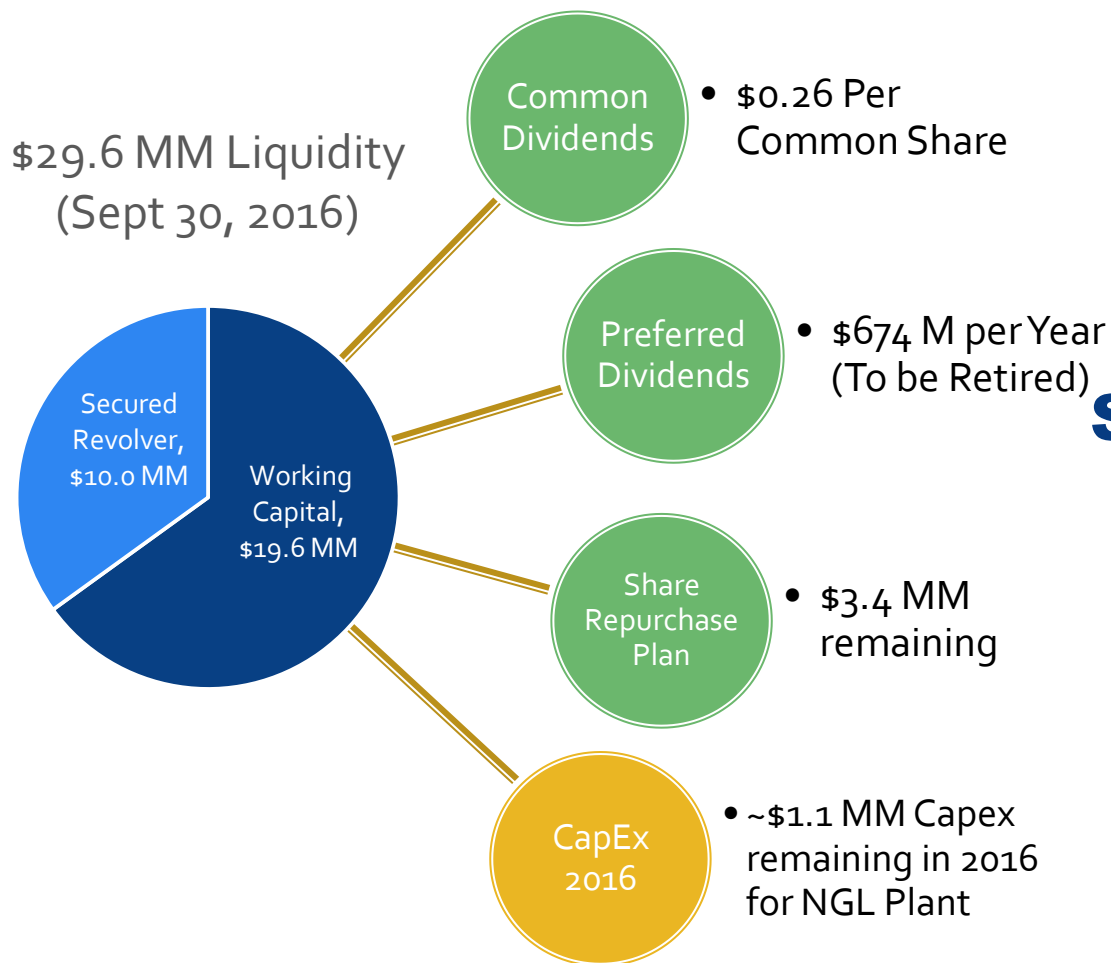 $29.6 MM Liquidity
(Sept 30, 2016)
Secured
Revolver,
$10.0 MM
Working
Capital,
$19.6 MM
Common
Dividends
• $0.26 Per
Common Share
Preferred
Dividends
• $674 M per Year
(To be Retired)
Share
Repurchase
Plan
• $3.4 MM
remaining
CapEx
2016
• ~$1.1 MM Capex
remaining in 2016
for NGL Plant